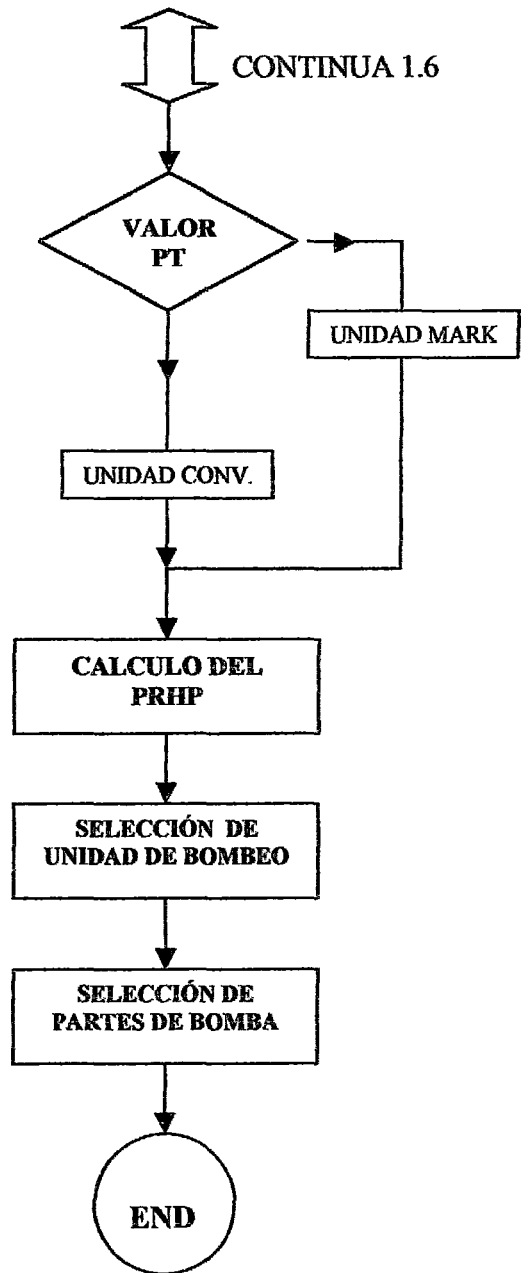 CONTINUA 1.6
VALOR
PT
UNIDAD MARK
UNIDAD CONV.
CALCULO DEL
PRHP
SELECCIÓN DE
UNIDAD DE BOMBEO
SELECCIÓN DE
PARTES DE BOMBA
END